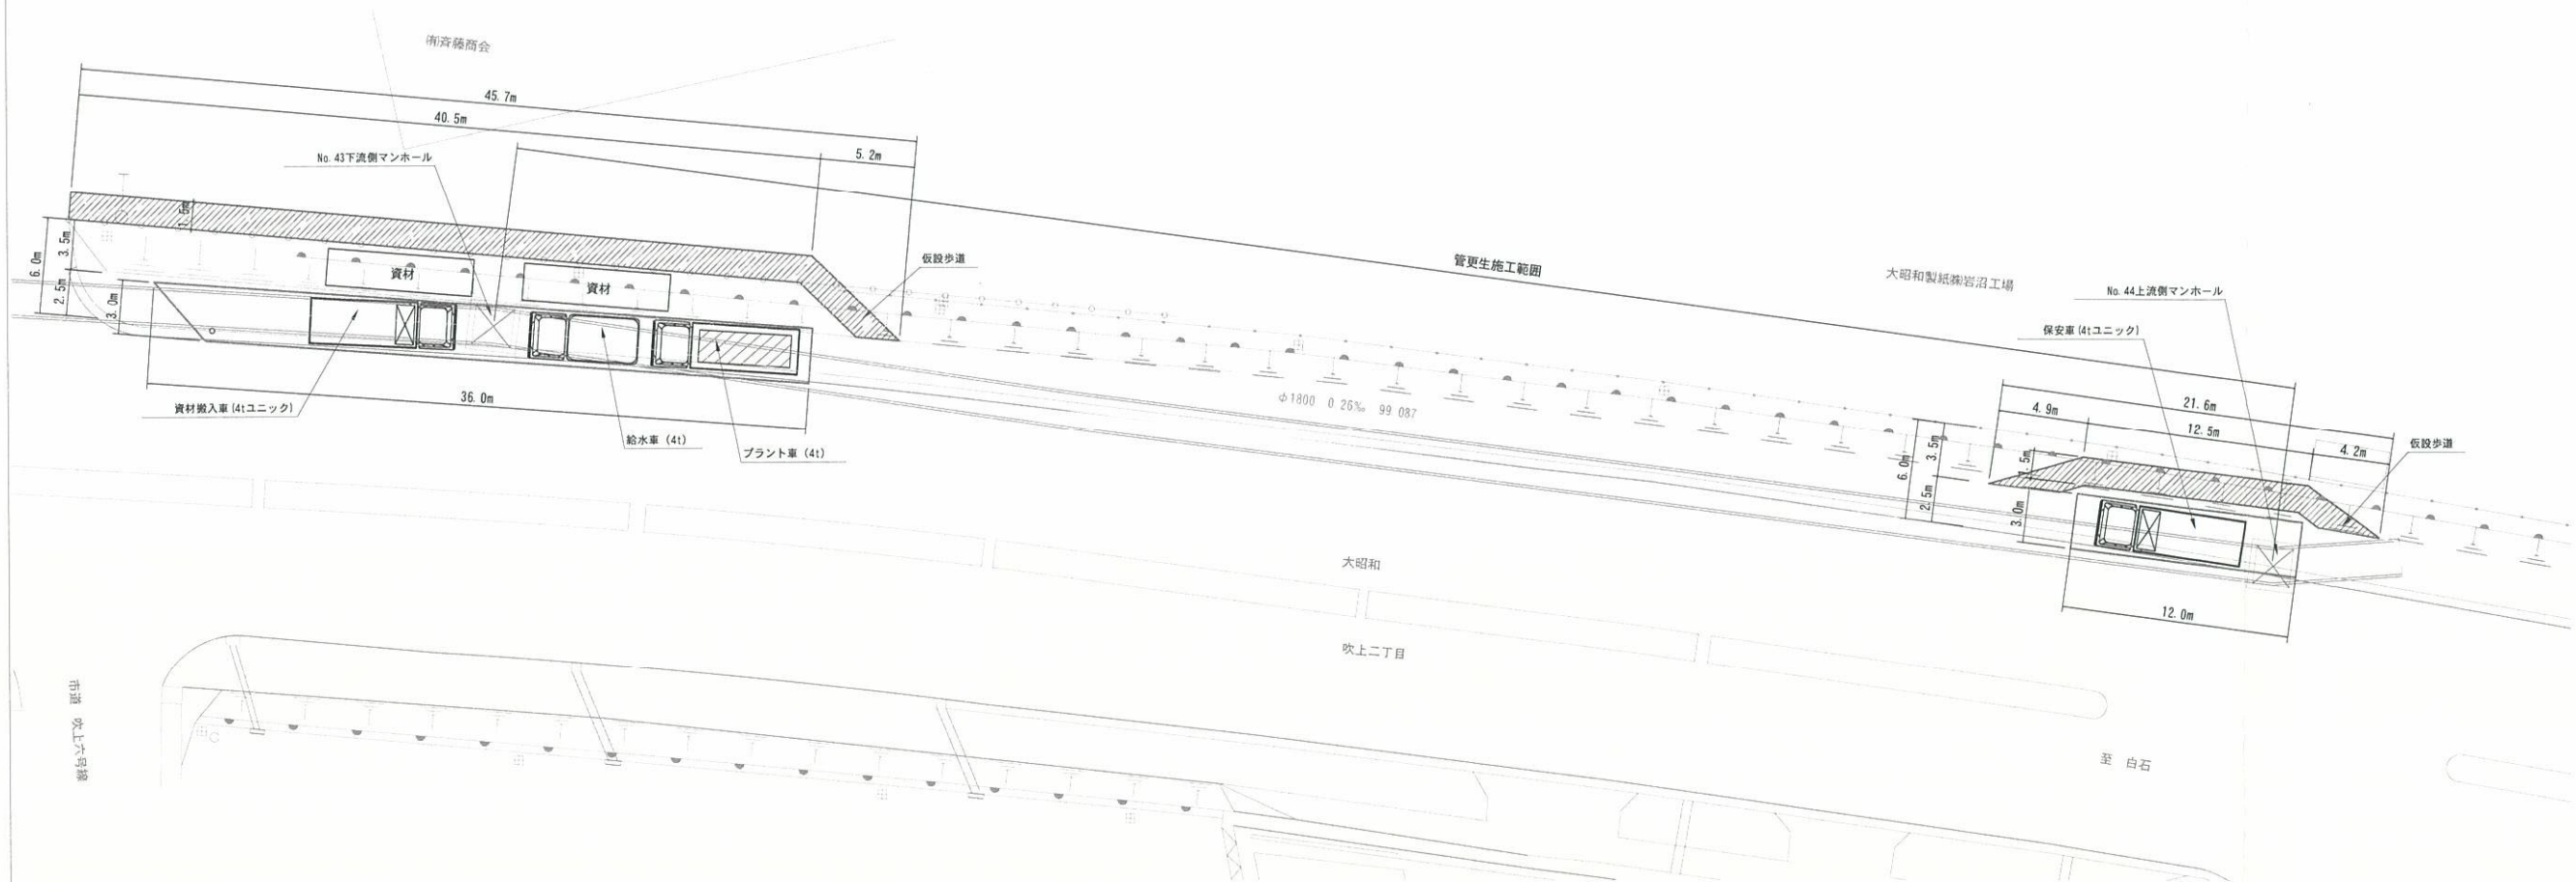 ㈲斉藤商会
45.7m
40.5m
5.2m
No.43下流側マンホール
1.5m
6.0m
3.5m
2.5m
3.0m
資材
資材
仮設歩道
管更生施工範囲
大昭和製紙㈱岩沼工場
No.44上流側マンホール
保安車(4tユニック)
36.0m
資材搬入車(4tユニック)
給水車(4t)
プラント車(4t)
φ1800 0.26‰ 99.087
21.6m
4.9m
12.5m
4.2m
仮設歩道
6.0m
3.5m
2.5m
1.5m
3.0m
12.0m
大昭和
吹上二丁目
市道 吹上六号線
至 白石